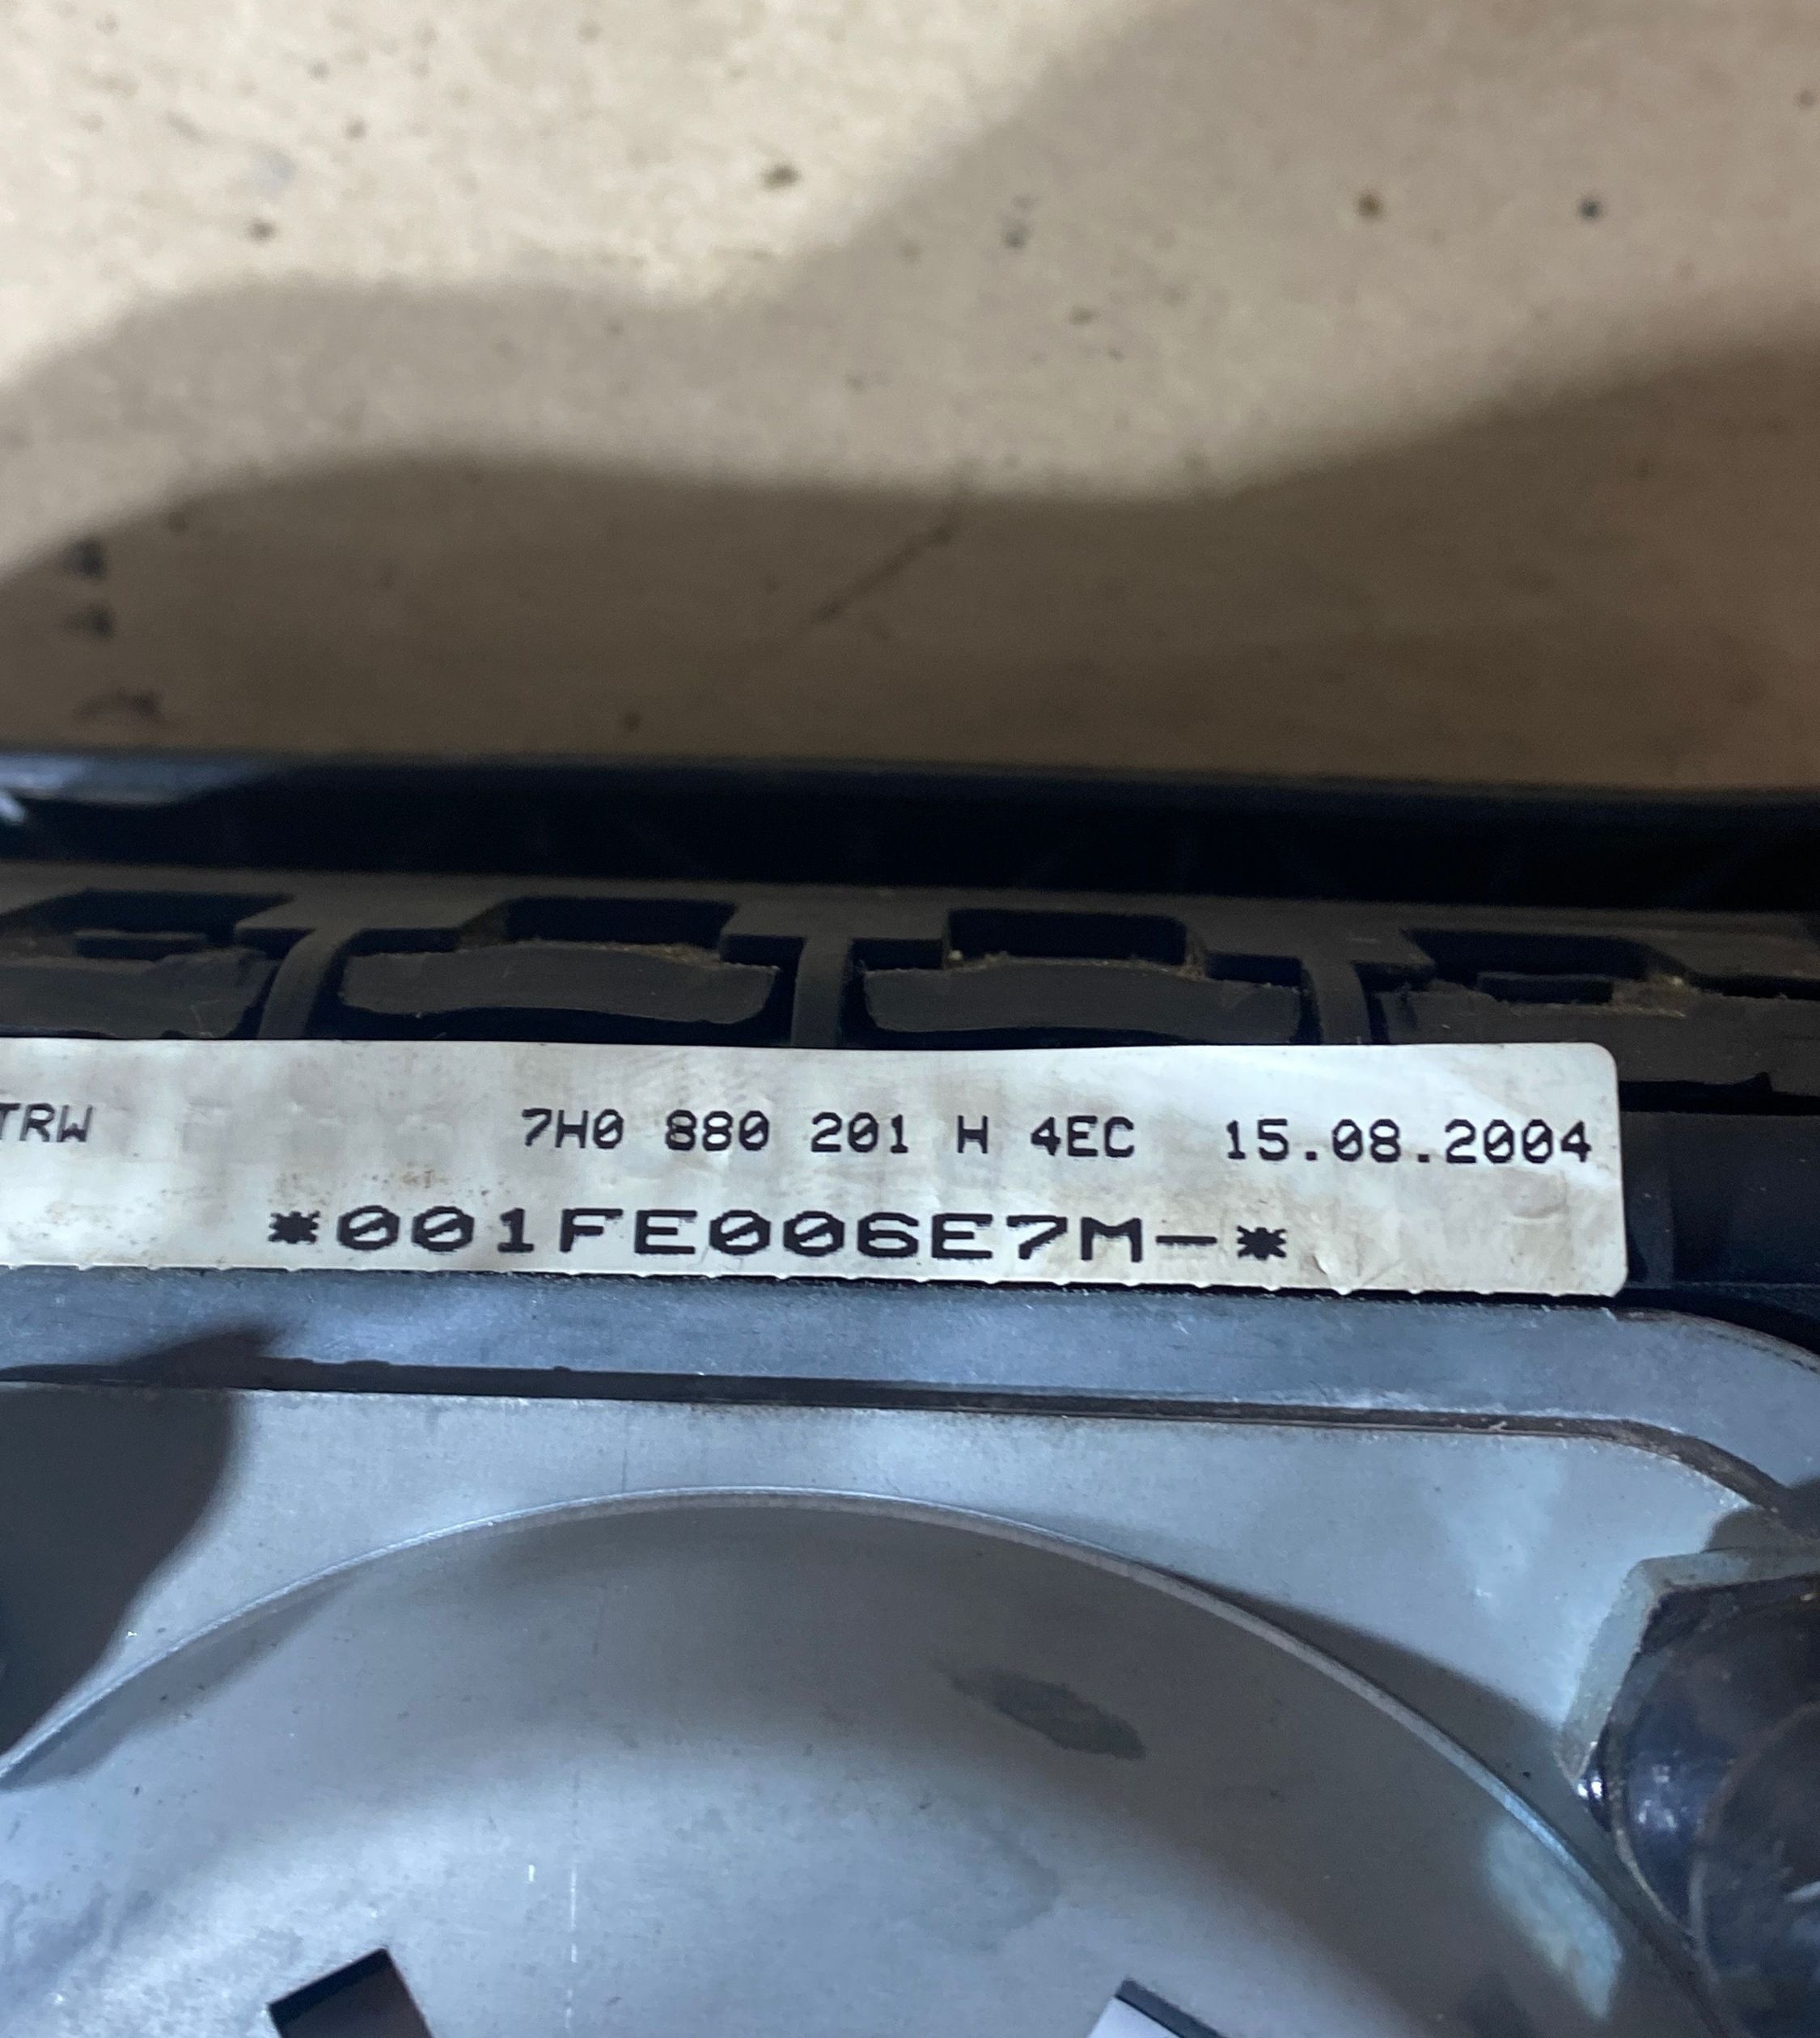 TRW 7H0 880 201 H 4EC 15.08.2004
*001FE006E7M-*